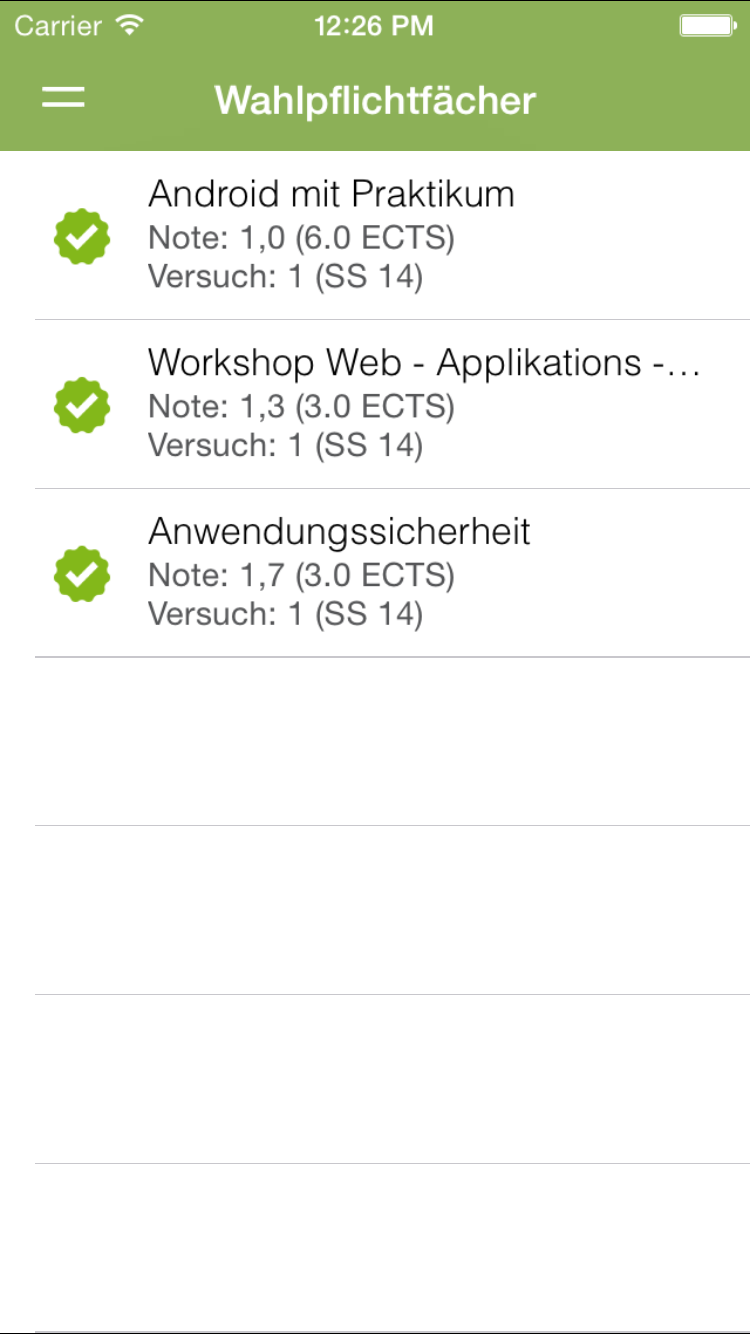 Carrier 12:26 PM
Wahlpflichtfächer
Android mit Praktikum
Note: 1,0 (6.0 ECTS)
Versuch: 1 (SS 14)
Workshop Web - Applikations -...
Note: 1,3 (3.0 ECTS)
Versuch: 1 (SS 14)
Anwendungssicherheit
Note: 1,7 (3.0 ECTS)
Versuch: 1 (SS 14)